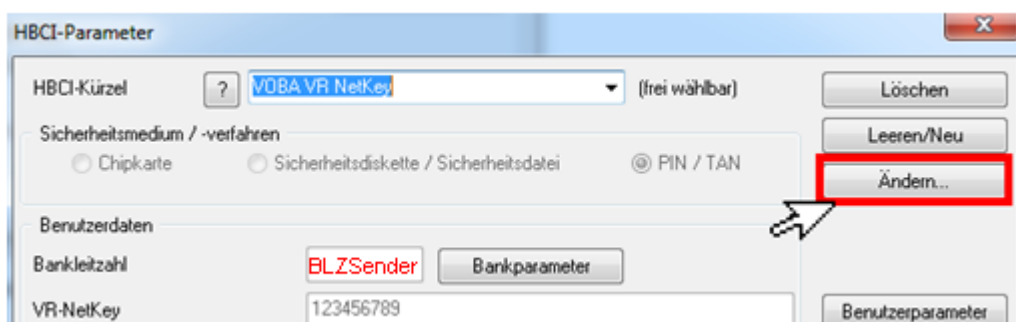 HBCI-Parameter
x
HBCI-Kürzel ? VOBA VR NetKey (frei wählbar) Löschen
Sicherheitsmedium / -verfahren Leeren/Neu
Chipkarte Sicherheitsdiskette / Sicherheitsdatei PIN / TAN Ändern...
Benutzerdaten
Bankleitzahl BLZSender Bankparameter
VR-NetKey 123456789 Benutzerparameter